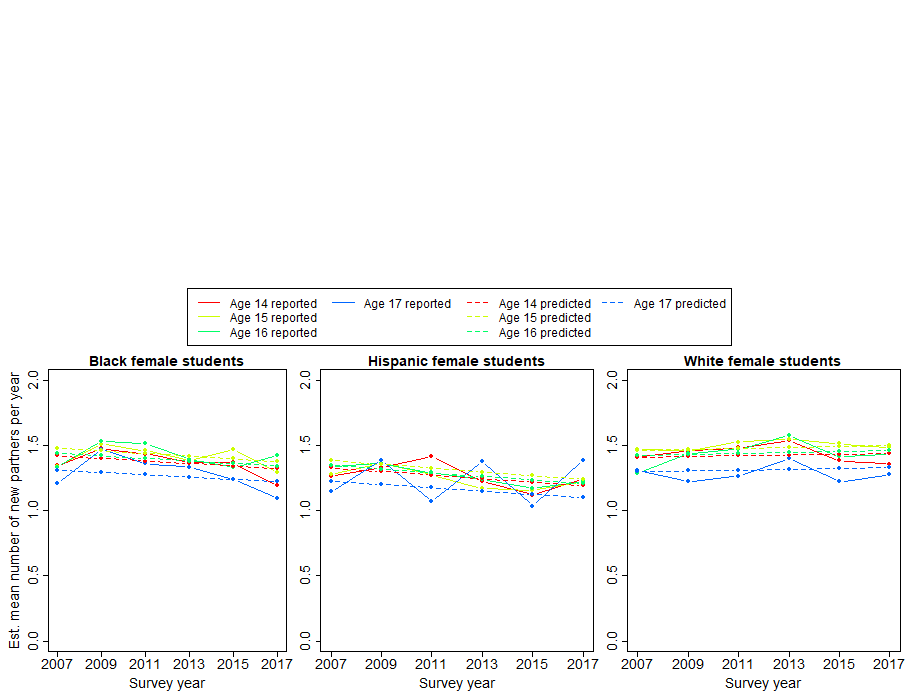 Age 14 reported Age 17 reported Age 14 predicted Age 17 predicted
Age 15 reported Age 15 predicted
Age 16 reported Age 16 predicted
Black female students Hispanic female students White female students
Est. mean number of new partners per year
2.0 2.0 2.0
1.5 1.5 1.5
1.0 1.0 1.0
0.5 0.5 0.5
0.0 0.0 0.0
2007 2009 2011 2013 2015 2017 2007 2009 2011 2013 2015 2017 2007 2009 2011 2013 2015 2017
Survey year Survey year Survey year